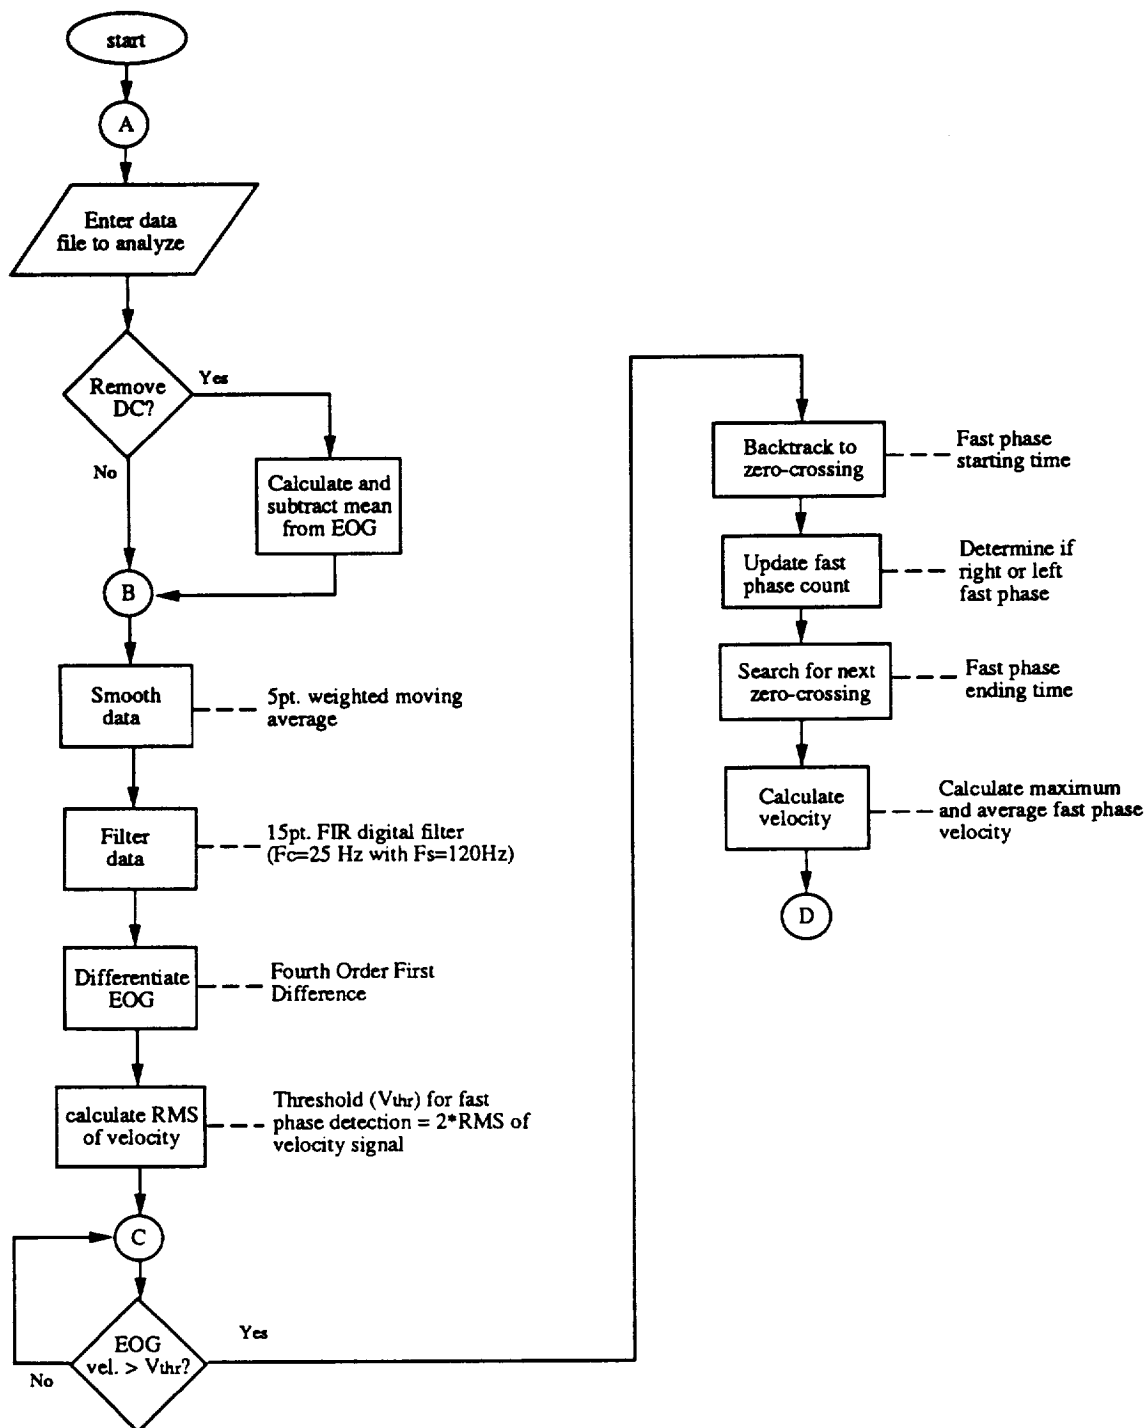 start
A
Enter data
file to analyze
Remove
DC?
Yes
No
Calculate and
subtract mean
from EOG
B
Smooth
data
5pt. weighted moving
average
Filter
data
15pt. FIR digital filter
(Fc=25 Hz with Fs=120Hz)
Differentiate
EOG
Fourth Order First
Difference
calculate RMS
of velocity
Threshold (Vthr) for fast
phase detection = 2*RMS of
velocity signal
C
EOG
vel. > Vthr?
No
Yes
Backtrack to
zero-crossing
Fast phase
starting time
Update fast
phase count
Determine if
right or left
fast phase
Search for next
zero-crossing
Fast phase
ending time
Calculate
velocity
Calculate maximum
and average fast phase
velocity
D